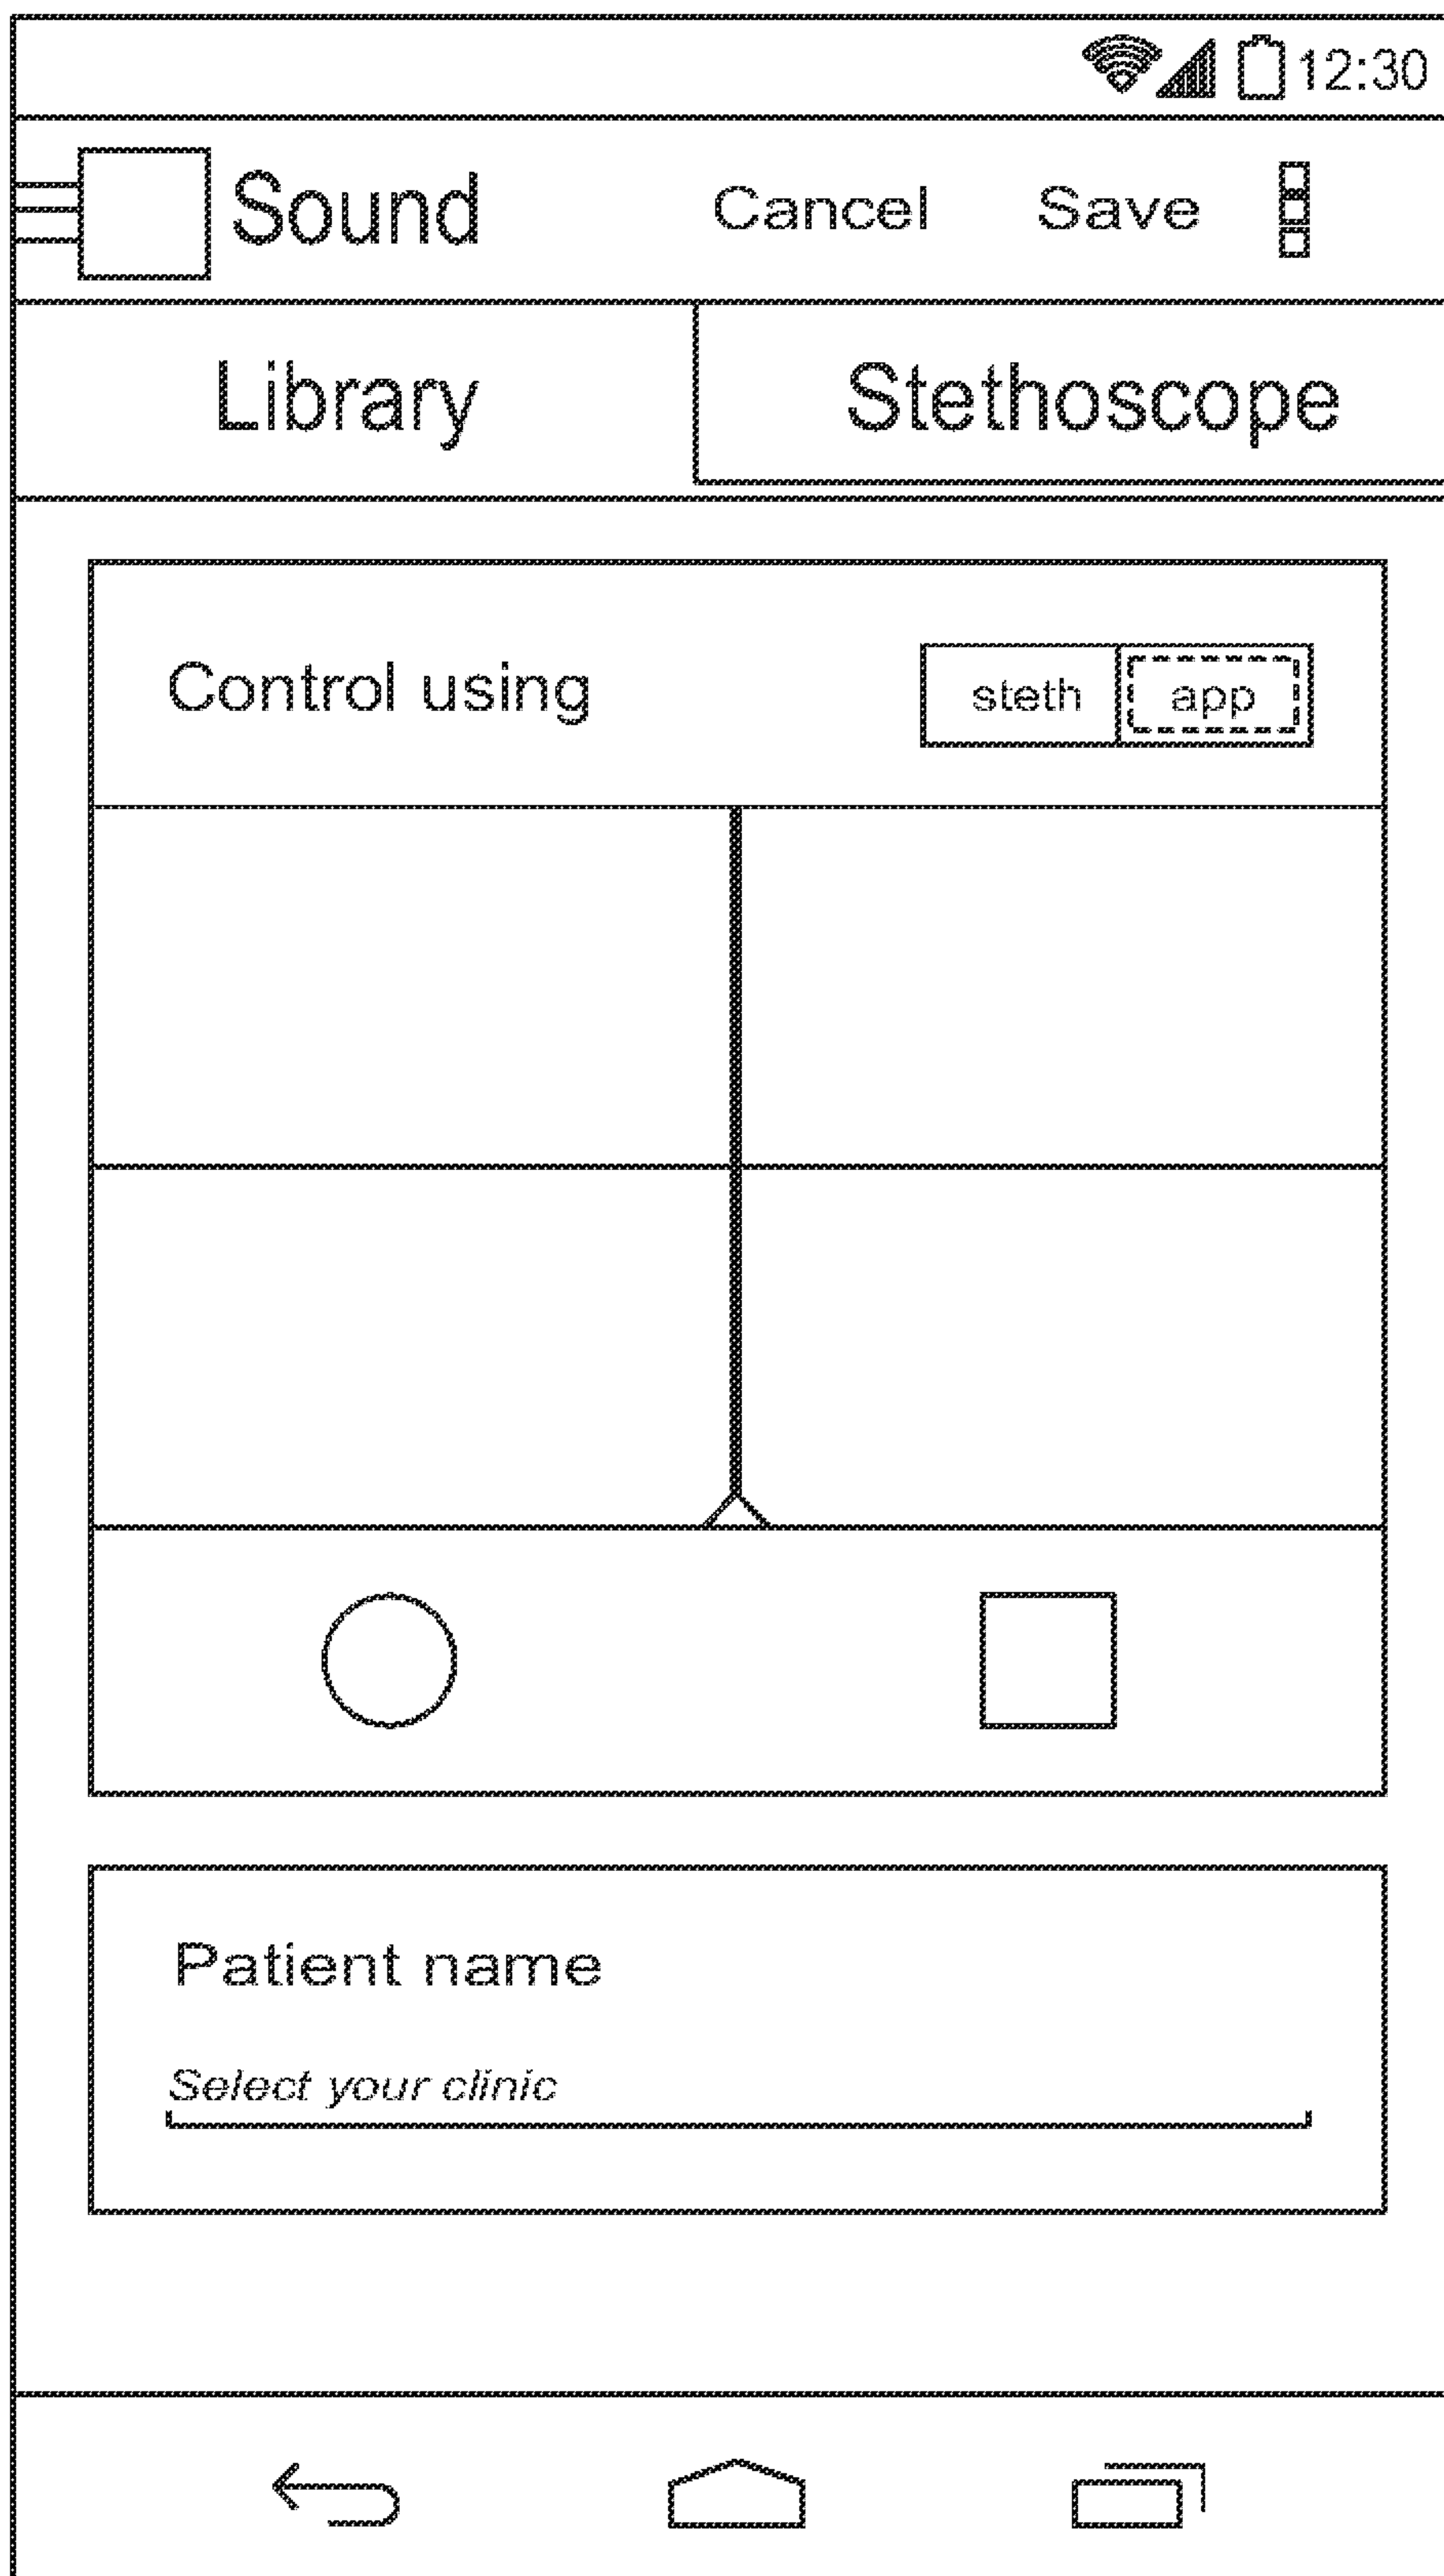 12:30
Sound Cancel Save
Library Stethoscope
Control using steth app
Patient name
Select your clinic